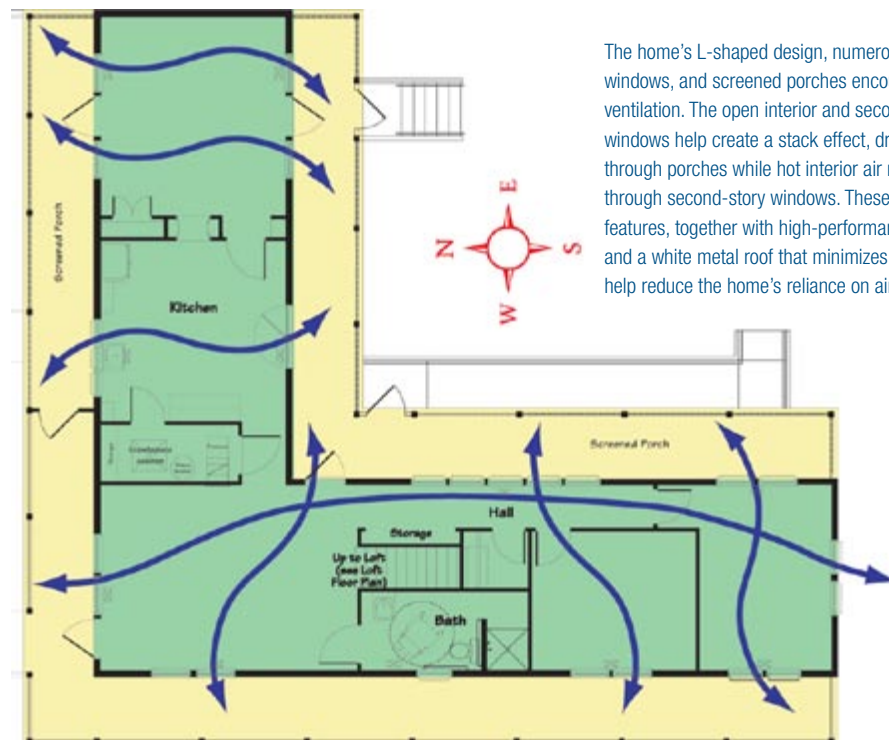 The home's L-shaped design, numero
windows, and screened porches enco
ventilation. The open interior and seco
windows help create a stack effect, dr
through porches while hot interior air r
through second-story windows. These
features, together with high-performan
and a white metal roof that minimizes
help reduce the home's reliance on air
E
N
S
W
Screened Porch
Kitchen
Screened Porch
Hall
Storage
Up to Loft
(see Loft
Floor Plan)
Bath